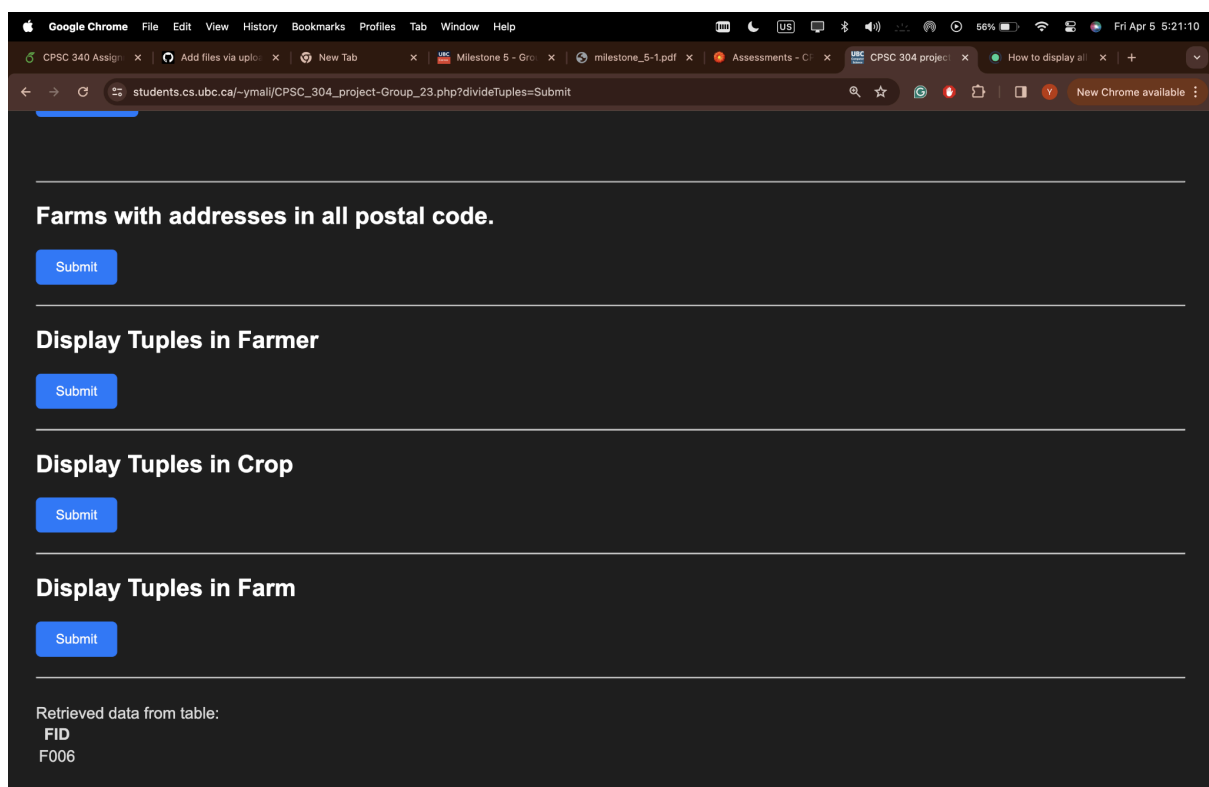 Google Chrome File Edit View History Bookmarks Profiles Tab Window Help US 56% Fri Apr 5 5:21:10
CPSC 340 Assign Add files via uplo New Tab UBC Milestone 5 - Gro milestone_5-1.pdf Assessments - CF UBC CPSC 304 project How to display all
students.cs.ubc.ca/~ymali/CPSC_304_project-Group_23.php?divideTuples=Submit Y New Chrome available
Farms with addresses in all postal code.
Submit
Display Tuples in Farmer
Submit
Display Tuples in Crop
Submit
Display Tuples in Farm
Submit
Retrieved data from table:
FID
F006